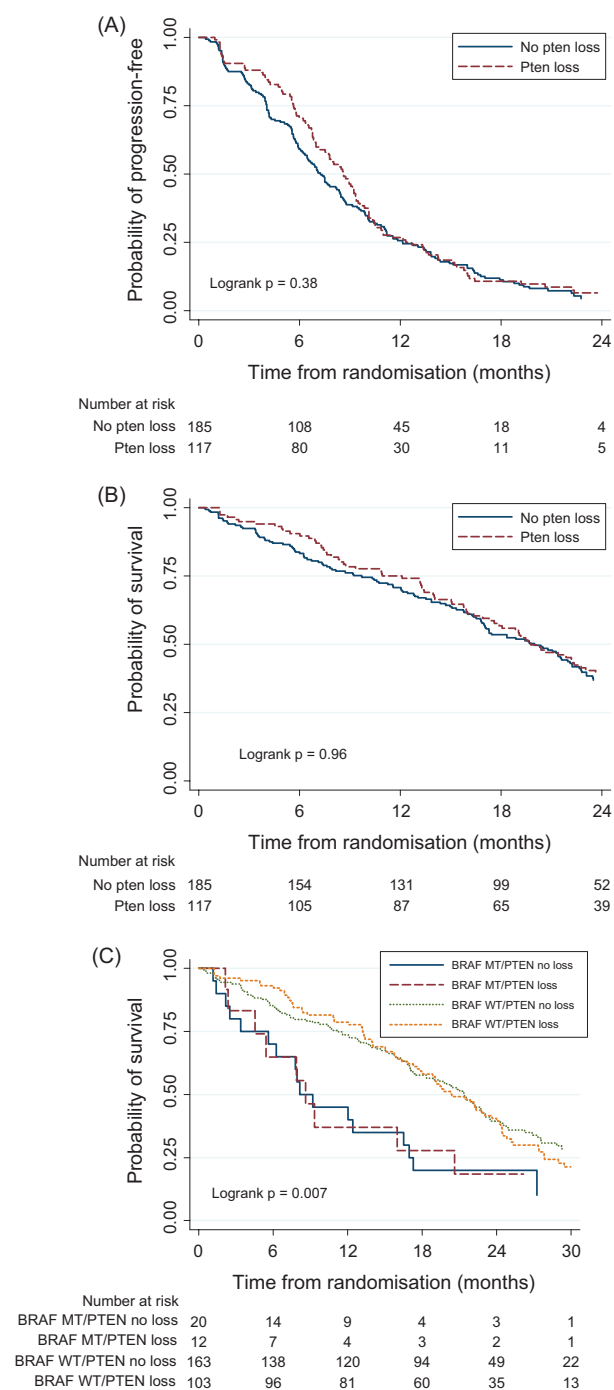 (A)
Probability of progression-free
1.00
0.75
0.50
0.25
0.00
No pten loss
Pten loss
Logrank p = 0.38
0 6 12 18 24
Time from randomisation (months)
Number at risk
No pten loss 185 108 45 18 4
Pten loss 117 80 30 11 5
(B)
Probability of survival
1.00
0.75
0.50
0.25
0.00
No pten loss
Pten loss
Logrank p = 0.96
0 6 12 18 24
Time from randomisation (months)
Number at risk
No pten loss 185 154 131 99 52
Pten loss 117 105 87 65 39
(C)
Probability of survival
1.00
0.75
0.50
0.25
0.00
BRAF MT/PTEN no loss
BRAF MT/PTEN loss
BRAF WT/PTEN no loss
BRAF WT/PTEN loss
Logrank p = 0.007
0 6 12 18 24 30
Time from randomisation (months)
Number at risk
BRAF MT/PTEN no loss 20 14 9 4 3 1
BRAF MT/PTEN loss 12 7 4 3 2 1
BRAF WT/PTEN no loss 163 138 120 94 49 22
BRAF WT/PTEN loss 103 96 81 60 35 13